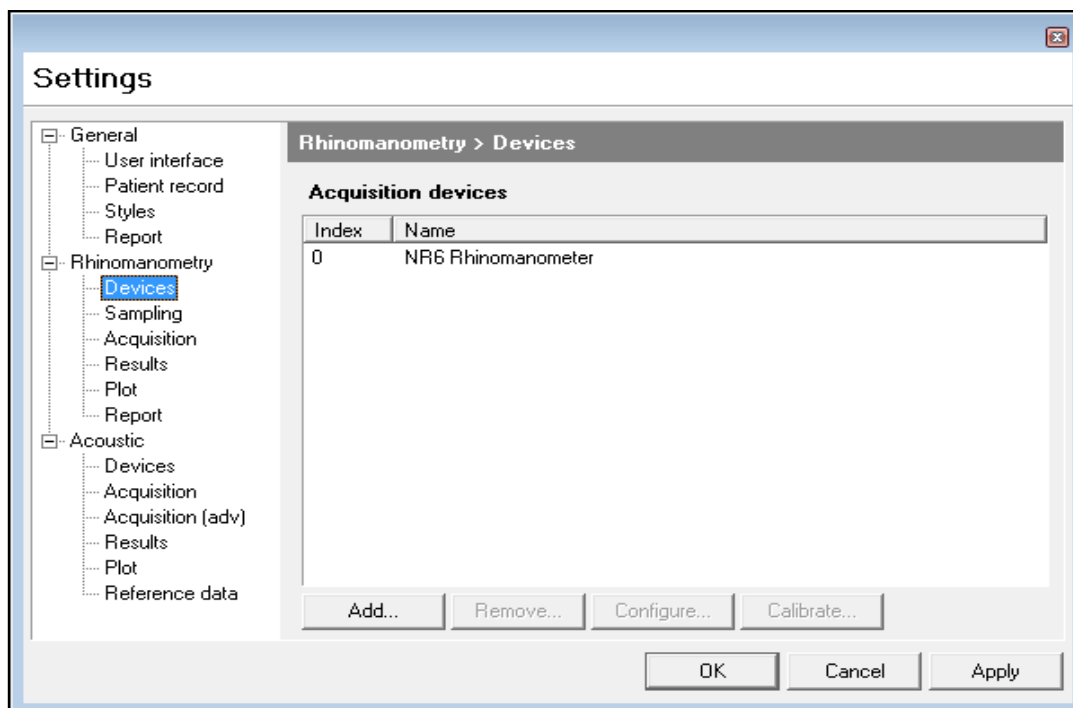 Settings
General
User interface
Patient record
Styles
Report
Rhinomanometry
Devices
Sampling
Acquisition
Results
Plot
Report
Acoustic
Devices
Acquisition
Acquisition (adv)
Results
Plot
Reference data
Rhinomanometry > Devices
Acquisition devices
Index Name
0 NR6 Rhinomanometer
Add... Remove... Configure... Calibrate...
OK Cancel Apply